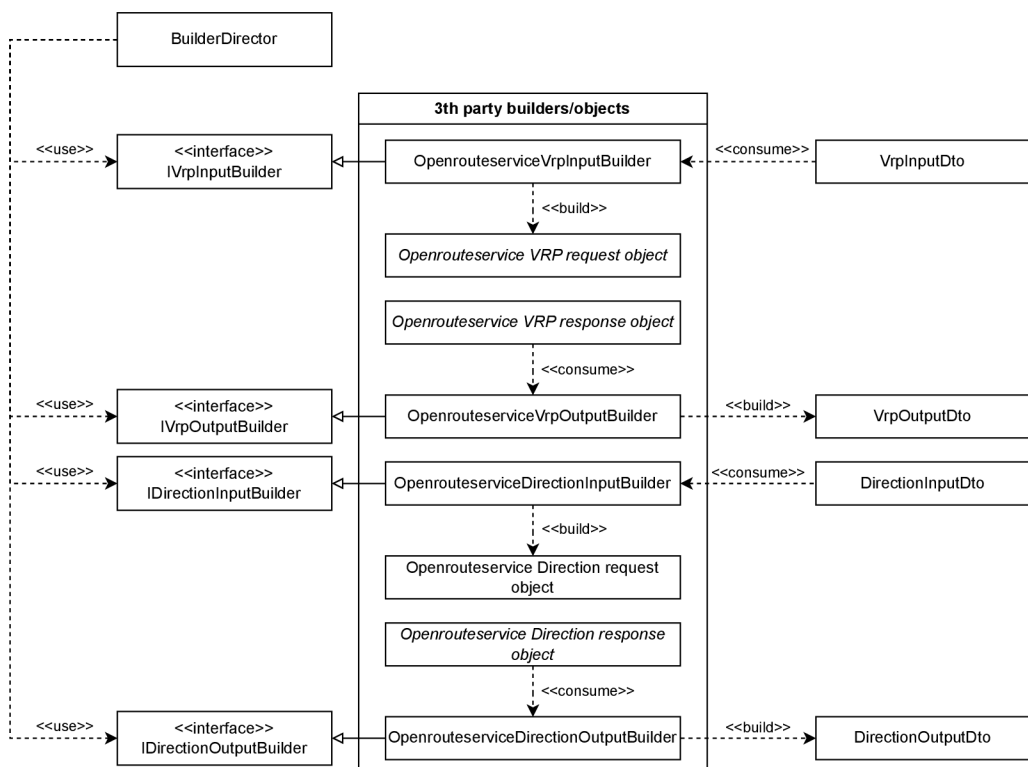 BuilderDirector
3th party builders/objects
<<use>>
<<interface>>
IVrpInputBuilder
OpenrouteserviceVrpInputBuilder
<<consume>>
VrpInputDto
<<build>>
Openrouteservice VRP request object
Openrouteservice VRP response object
<<consume>>
<<use>>
<<interface>>
IVrpOutputBuilder
OpenrouteserviceVrpOutputBuilder
<<build>>
VrpOutputDto
<<use>>
<<interface>>
IDirectionInputBuilder
OpenrouteserviceDirectionInputBuilder
<<consume>>
DirectionInputDto
<<build>>
Openrouteservice Direction request
object
Openrouteservice Direction response
object
<<consume>>
<<use>>
<<interface>>
IDirectionOutputBuilder
OpenrouteserviceDirectionOutputBuilder
<<build>>
DirectionOutputDto